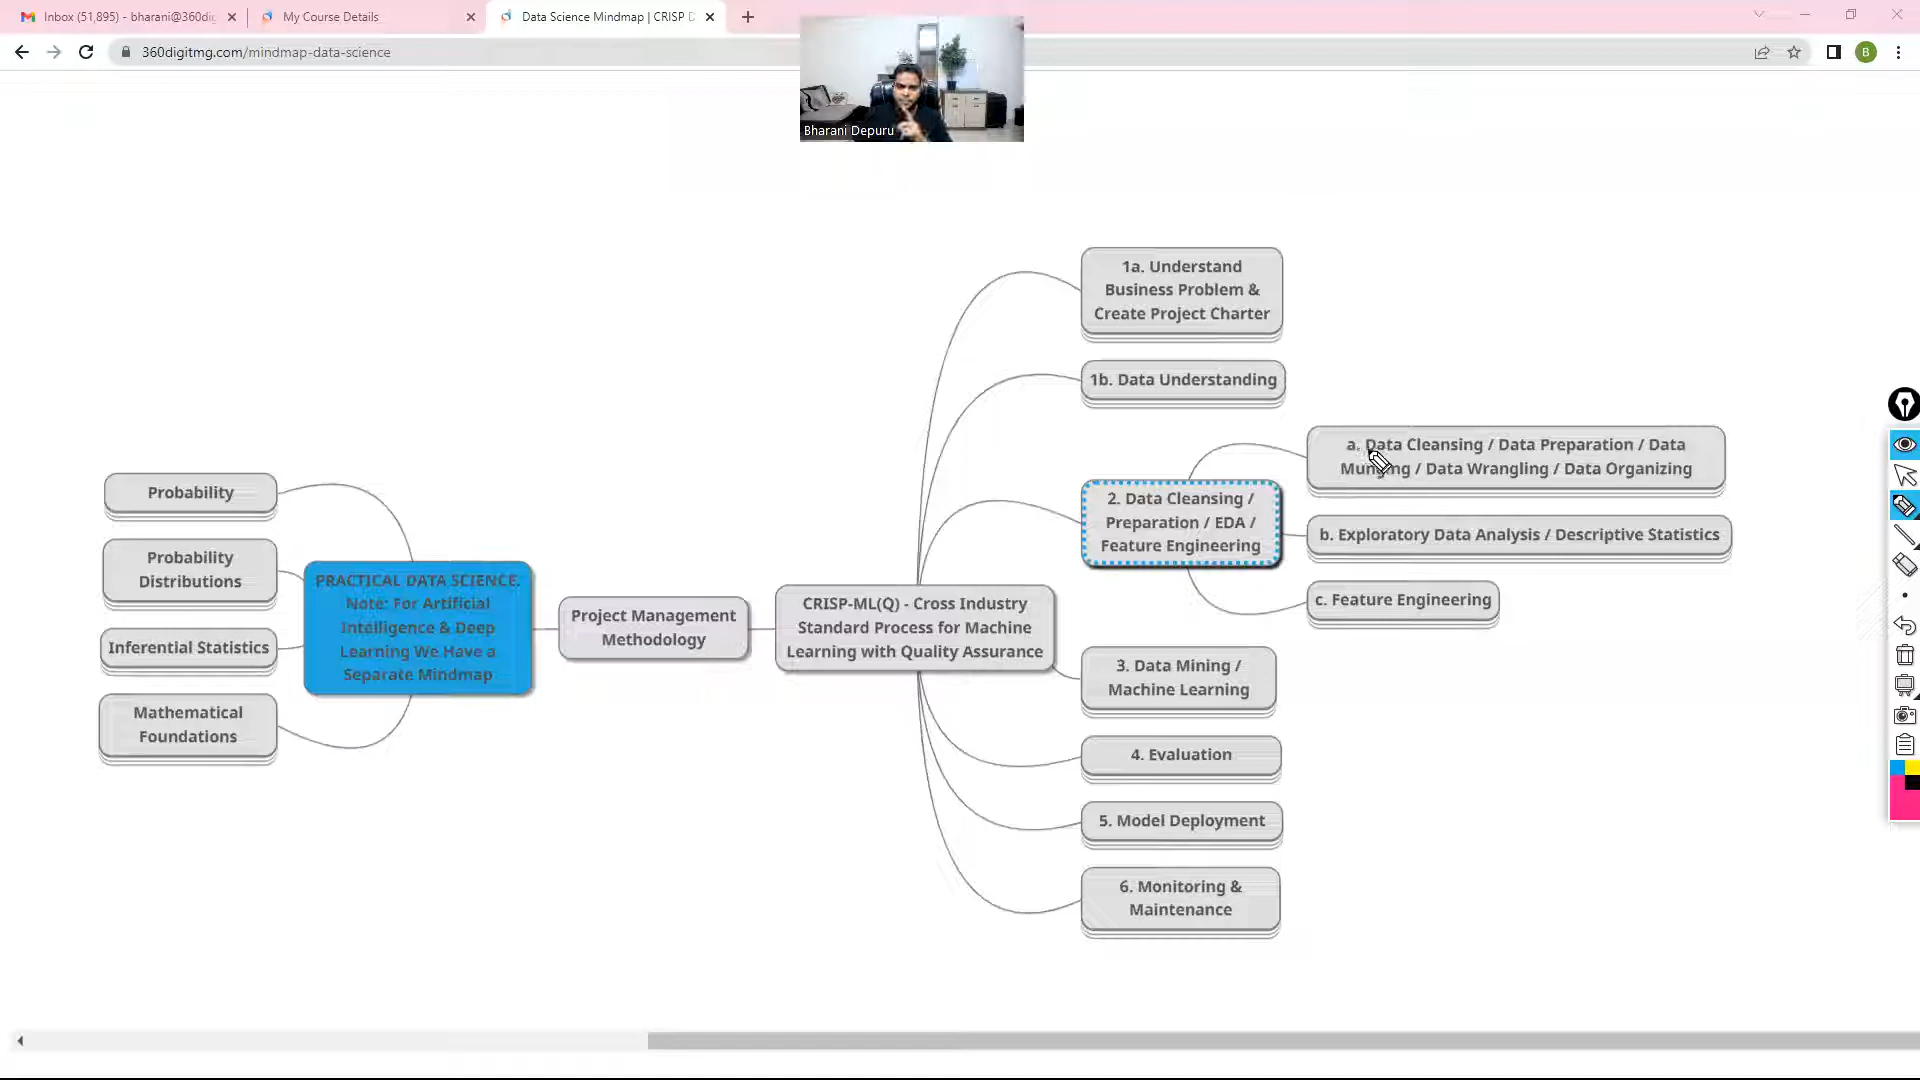 Inbox (51,895) - bharani@360dig
My Course Details
Data Science Mindmap | CRISP D
360digitmg.com/mindmap-data-science
B
Bharani Depuru
1a. Understand
Business Problem &
Create Project Charter
1b. Data Understanding
a. Data Cleansing / Data Preparation / Data
Munging / Data Wrangling / Data Organizing
2. Data Cleansing /
Preparation / EDA /
Feature Engineering
b. Exploratory Data Analysis / Descriptive Statistics
c. Feature Engineering
Probability
Probability
Distributions
Inferential Statistics
Mathematical
Foundations
PRACTICAL DATA SCIENCE.
Note: For Artificial
Intelligence & Deep
Learning We Have a
Separate Mindmap
Project Management
Methodology
CRISP-ML(Q) - Cross Industry
Standard Process for Machine
Learning with Quality Assurance
3. Data Mining /
Machine Learning
4. Evaluation
5. Model Deployment
6. Monitoring &
Maintenance